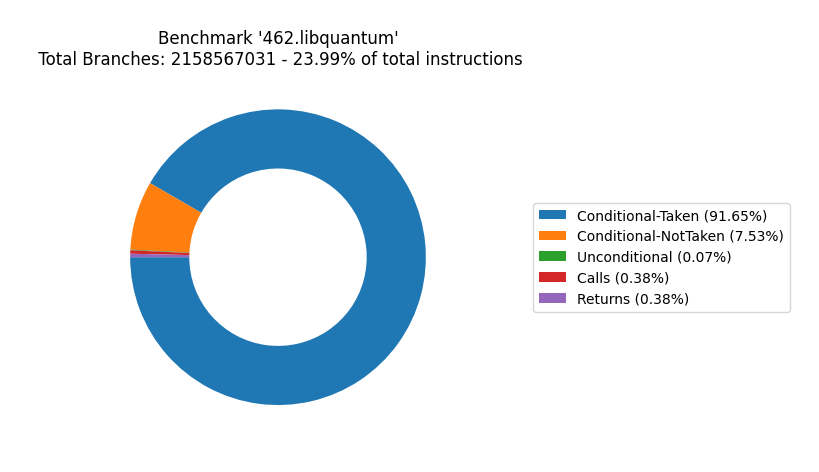 Benchmark '462.libquantum'
Total Branches: 2158567031 - 23.99% of total instructions
Conditional-Taken (91.65%)
Conditional-NotTaken (7.53%)
Unconditional (0.07%)
Calls (0.38%)
Returns (0.38%)